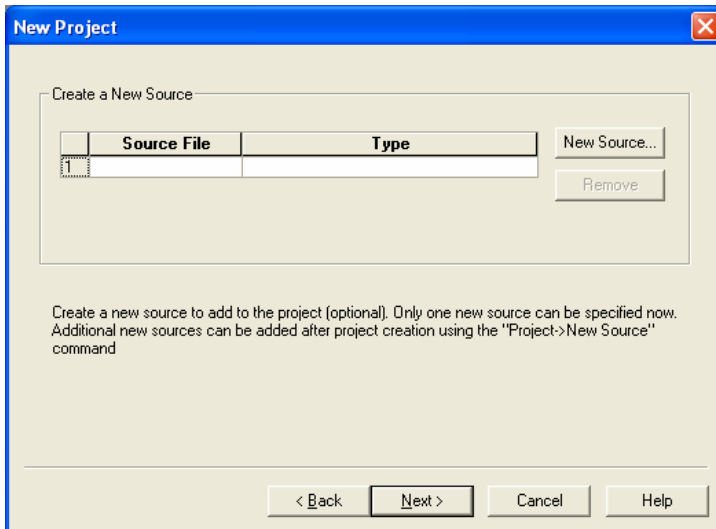 New Project
Create a New Source
Source File Type
1
New Source...
Remove
Create a new source to add to the project (optional). Only one new source can be specified now.
Additional new sources can be added after project creation using the "Project->New Source"
command
< Back Next > Cancel Help